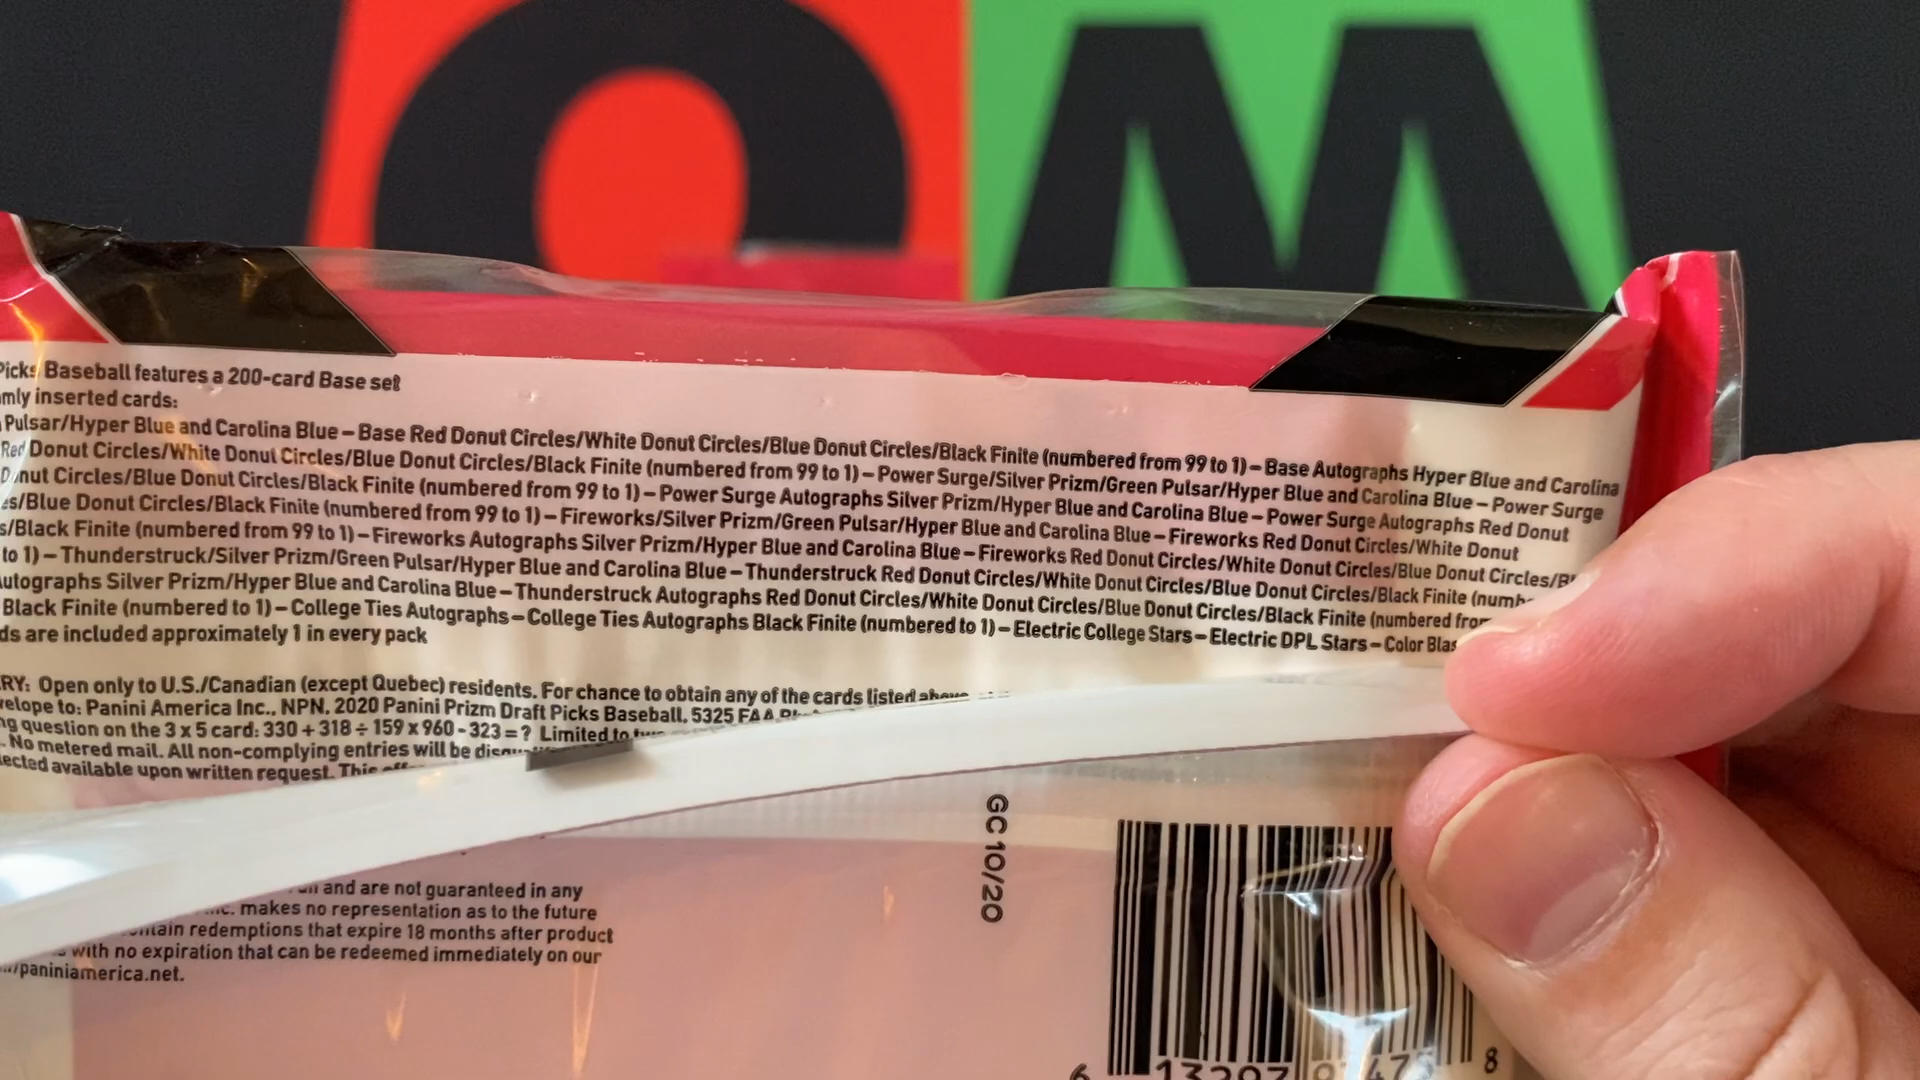 OM
Picks Baseball features a 200-card Base set
inserted cards:
Pulsar/Hyper Blue and Carolina Blue – Base Red Donut Circles/White Donut Circles/Blue Donut Circles/Black Finite (numbered from 99 to 1) – Base Autographs Hyper Blue and Carolina
Red Donut Circles/White Donut Circles/Blue Donut Circles/Black Finite (numbered from 99 to 1) – Power Surge/Silver Prizm/Green Pulsar/Hyper Blue and Carolina Blue – Power Surge
Donut Circles/Blue Donut Circles/Black Finite (numbered from 99 to 1) – Power Surge Autographs Silver Prizm/Hyper Blue and Carolina Blue – Power Surge Autographs Red Donut
/Blue Donut Circles/Black Finite (numbered from 99 to 1) – Fireworks/Silver Prizm/Green Pulsar/Hyper Blue and Carolina Blue – Fireworks Red Donut Circles/White Donut
/Black Finite (numbered from 99 to 1) – Fireworks Autographs Silver Prizm/Hyper Blue and Carolina Blue – Fireworks Red Donut Circles/White Donut Circles/Blue Donut Circles/
to 1) – Thunderstruck/Silver Prizm/Green Pulsar/Hyper Blue and Carolina Blue – Thunderstruck Red Donut Circles/White Donut Circles/Blue Donut Circles/Black Finite
utographs Silver Prizm/Hyper Blue and Carolina Blue – Thunderstruck Autographs Red Donut Circles/White Donut Circles/Blue Donut Circles/Black Finite (numbered from
Black Finite (numbered to 1) – College Ties Autographs – College Ties Autographs Black Finite (numbered to 1) – Electric College Stars – Electric DPL Stars – Color Blas
ds are included approximately 1 in every pack
RY: Open only to U.S./Canadian (except Quebec) residents. For chance to obtain any of the cards listed above
velope to: Panini America Inc., NPN, 2020 Panini Prizm Draft Picks Baseball, 5325 FAA
ng question on the 3 x 5 card: 330 + 318 ÷ 159 x 960 - 323 = ? Limited to
. No metered mail. All non-complying entries will be
lected available upon written request. This
and are not guaranteed in any
makes no representation as to the future
redemptions that expire 18 months after product
with no expiration that can be redeemed immediately on our
/paniniamerica.net.
GC 10/20
6 13297 8